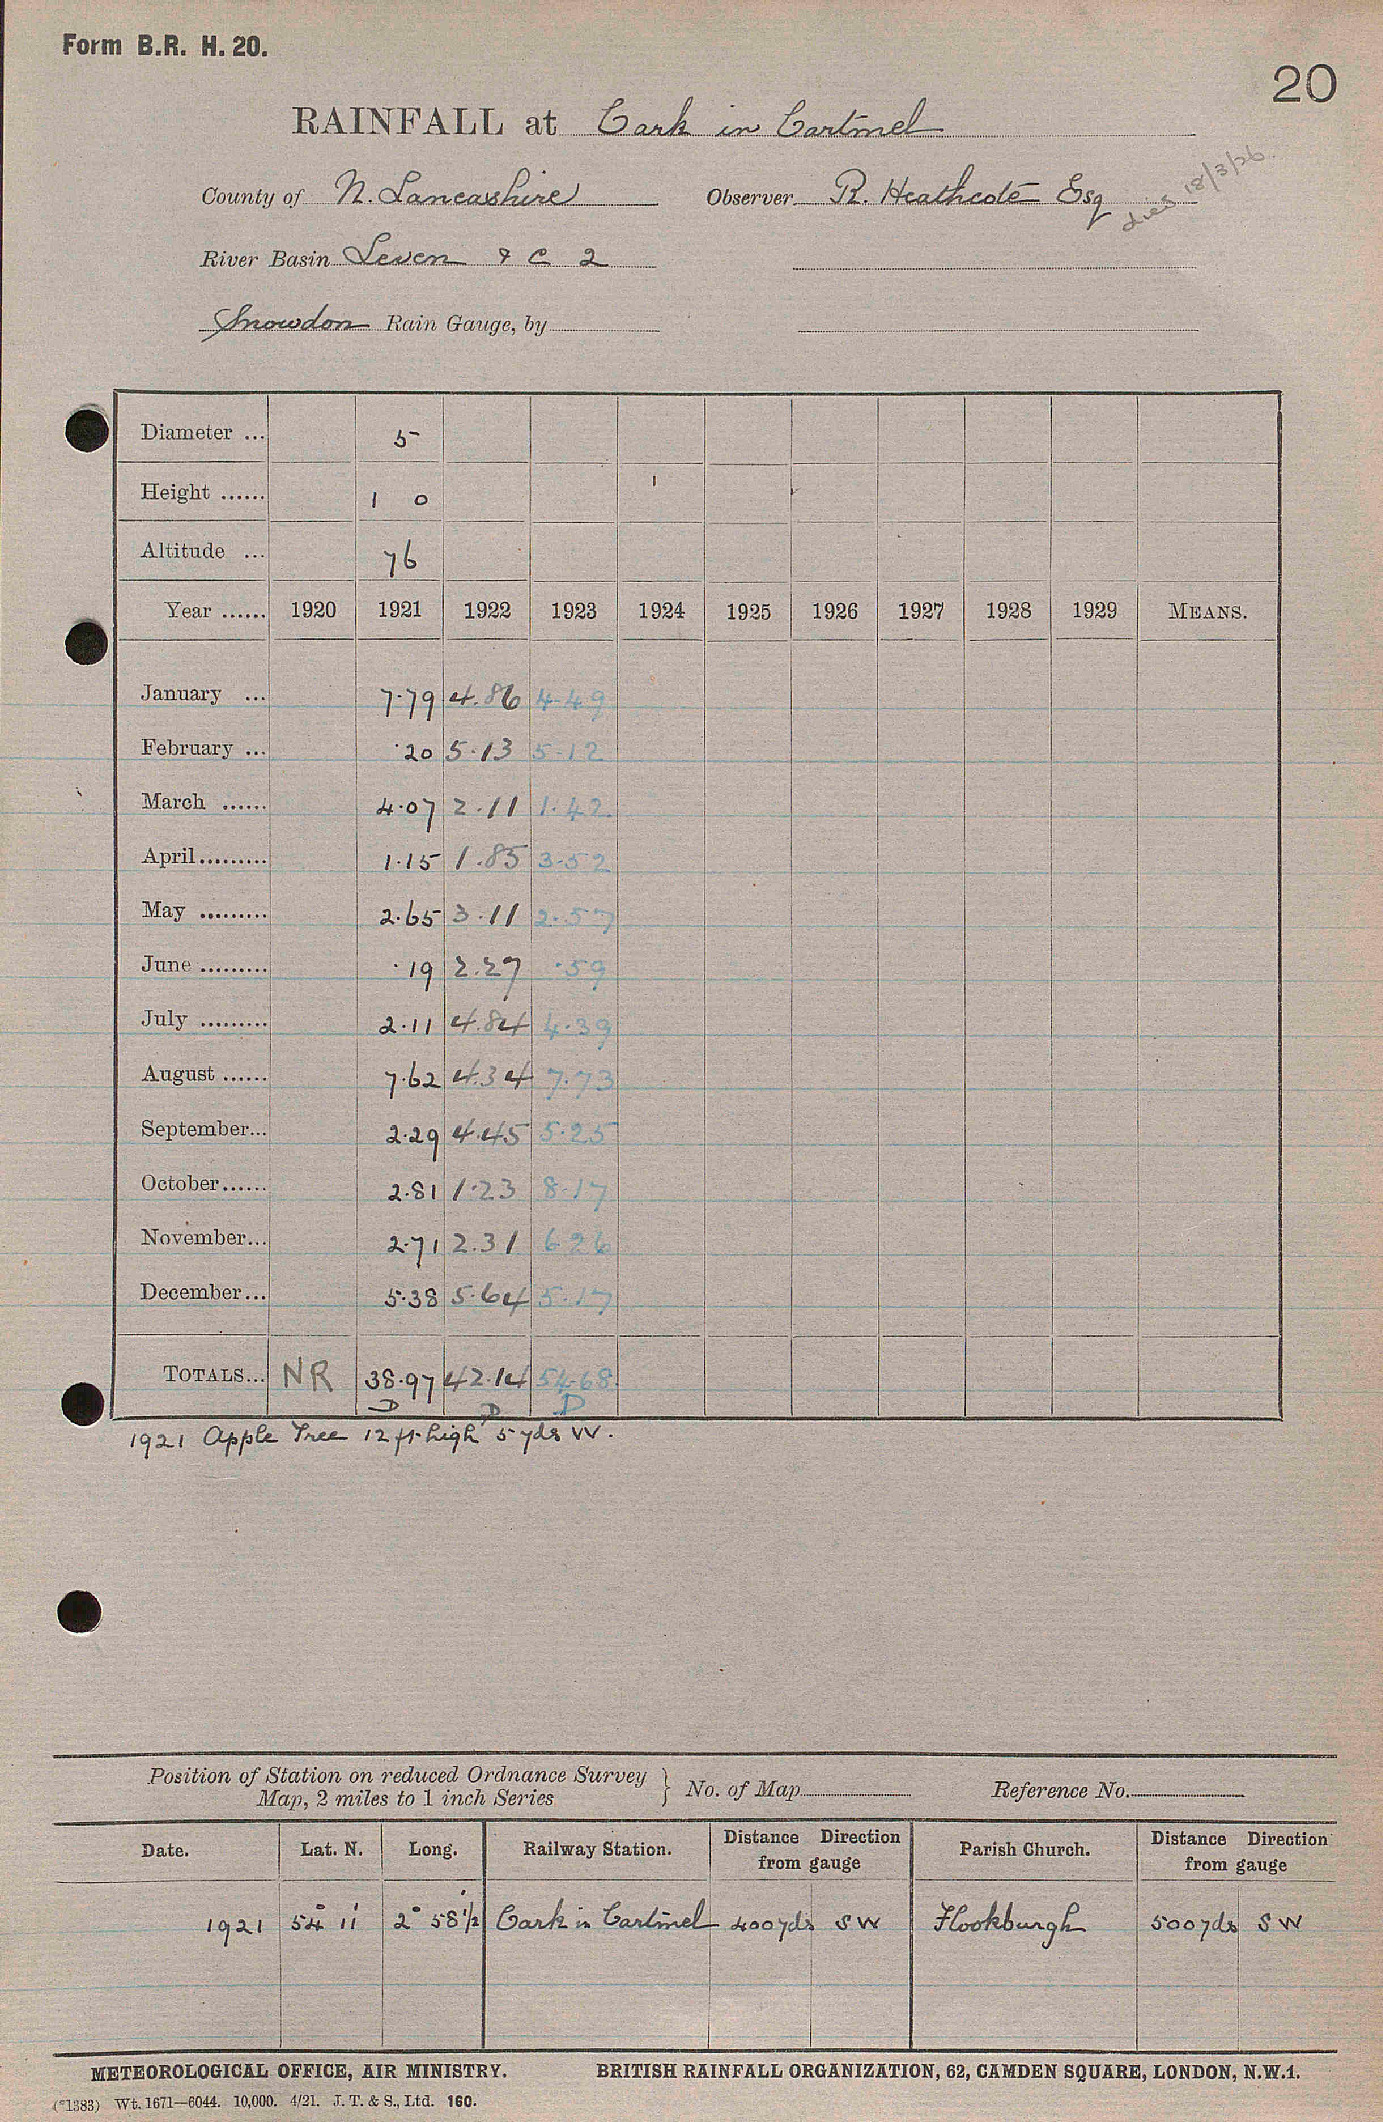 Form B.R. H. 20.
20
RAINFALL at Cark in Cartmel
County of N. Lancashire Observer. R. Heathcote Esq dies 18/3/26
River Basin Leven & C 2
Snowdon Rain Gauge, by
Diameter ... 5
Height ...... 1 0
Altitude ... 76
Year ...... 1920 1921 1922 1923 1924 1925 1926 1927 1928 1929 MEANS.
January ... 7.79 4.86 4.49
February ... .20 5.13 5.12
March ...... 4.07 2.11 1.42
April......... 1.15 1.85 3.52
May ......... 2.65 3.11 2.57
June ......... .19 2.27 .59
July ......... 2.11 4.84 4.39
August ...... 7.62 4.34 7.73
September... 2.29 4.45 5.25
October...... 2.81 1.23 8.17
November... 2.71 2.31 6.26
December... 5.38 5.64 5.17
TOTALS... NR 38.97 42.14 54.68
D D D
1921 Apple Tree 12 ft. high 5 yds W.
Position of Station on reduced Ordnance Survey
Map, 2 miles to 1 inch Series } No. of Map Reference No.
Date. Lat. N. Long. Railway Station. Distance Direction from gauge Parish Church. Distance Direction from gauge
1921 54° 11' 2° 58½' Cark in Cartmel 400 yds SW Flookburgh 500 yds SW
METEOROLOGICAL OFFICE, AIR MINISTRY. BRITISH RAINFALL ORGANIZATION, 62, CAMDEN SQUARE, LONDON, N.W.1.
(*1383) Wt. 1671—6044. 10,000. 4/21. J. T. & S., Ltd. 160.